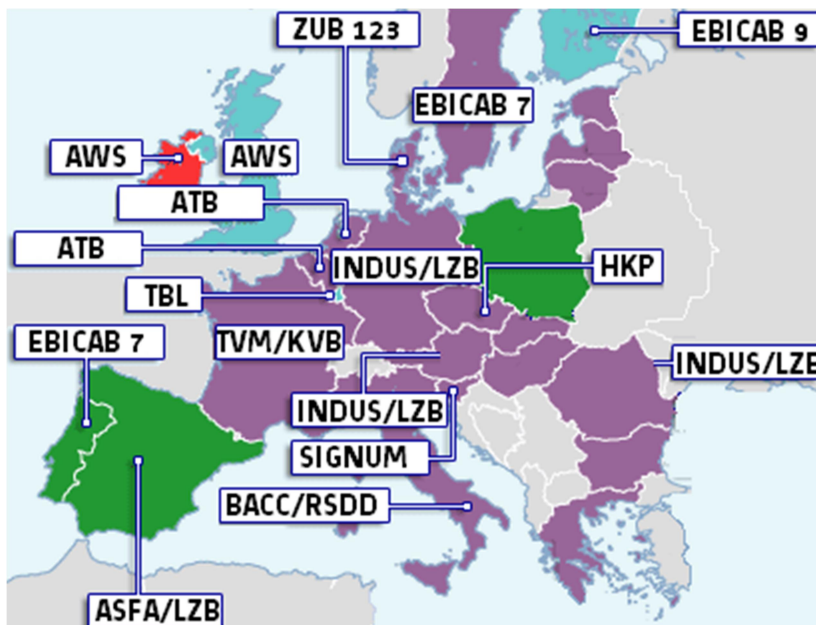 ZUB 123
EBICAB 9
EBICAB 7
AWS
AWS
ATB
ATB
INDUS/LZB
HKP
TBL
EBICAB 7
TVM/KVB
INDUS/LZB
INDUS/LZB
SIGNUM
BACC/RSDD
ASFA/LZB